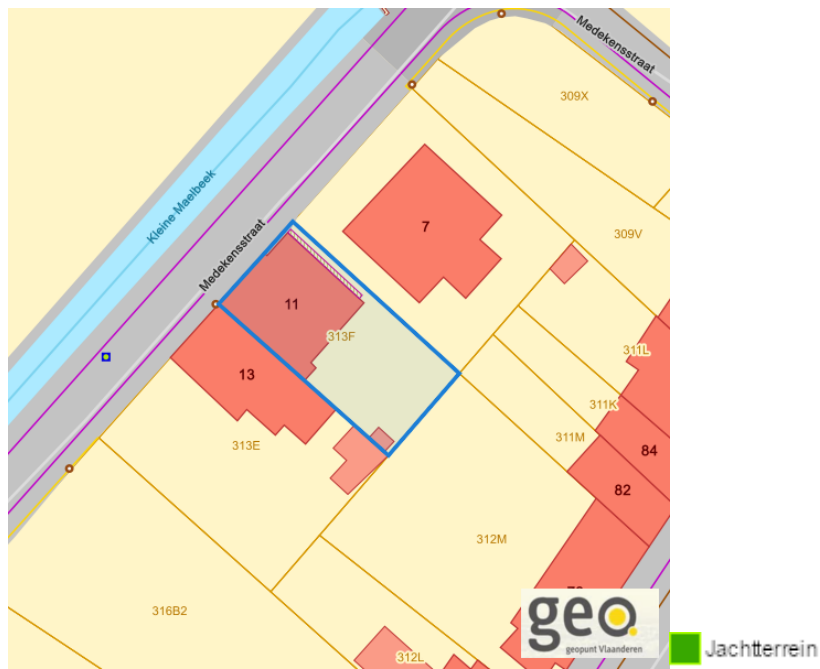 Medekensstraat
309X
Kleine Maelbeek
7
309V
Medekensstraat
11
313F
311L
13
311K
313E
311M
84
82
312M
316B2
geo
geopunt Vlaanderen
Jachtterrein
312L